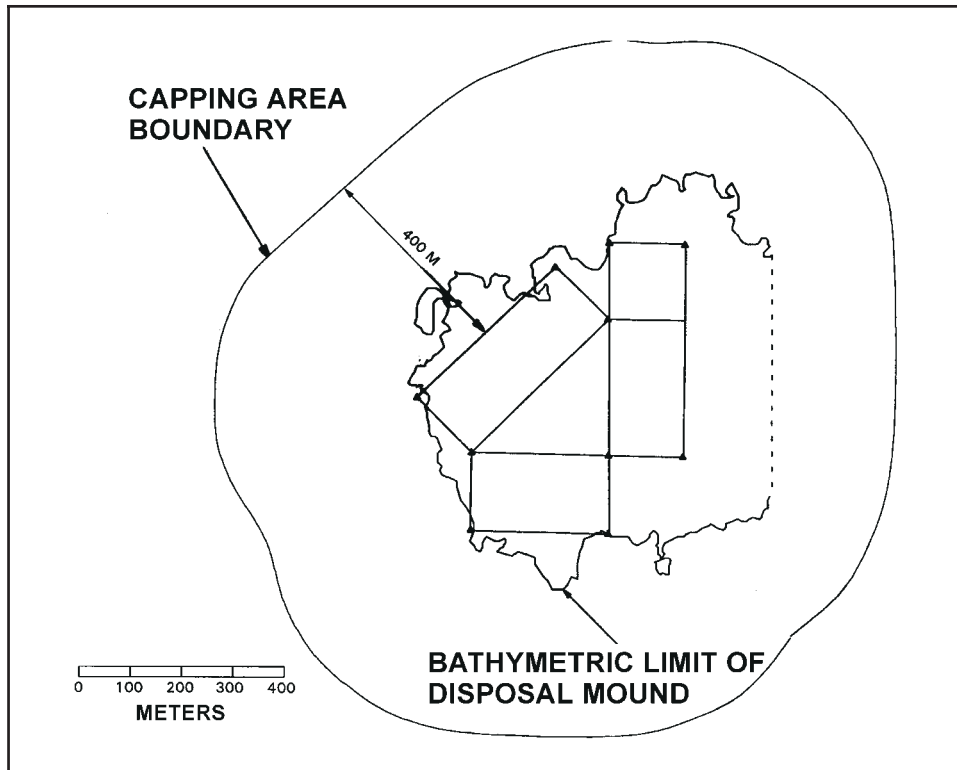 CAPPING AREA
BOUNDARY
400 M
BATHYMETRIC LIMIT OF
DISPOSAL MOUND
0 100 200 300 400
METERS